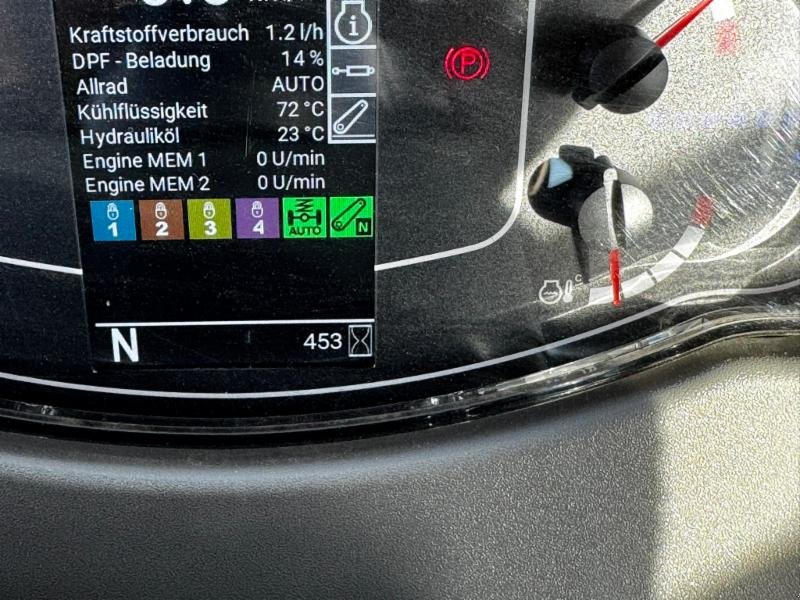 Kraftstoffverbrauch 1.2 l/h
DPF - Beladung 14 %
Allrad AUTO
Kühlflüssigkeit 72 °C
Hydrauliköl 23 °C
Engine MEM 1 0 U/min
Engine MEM 2 0 U/min
1 2 3 4 AUTO N
N 453
P
°C